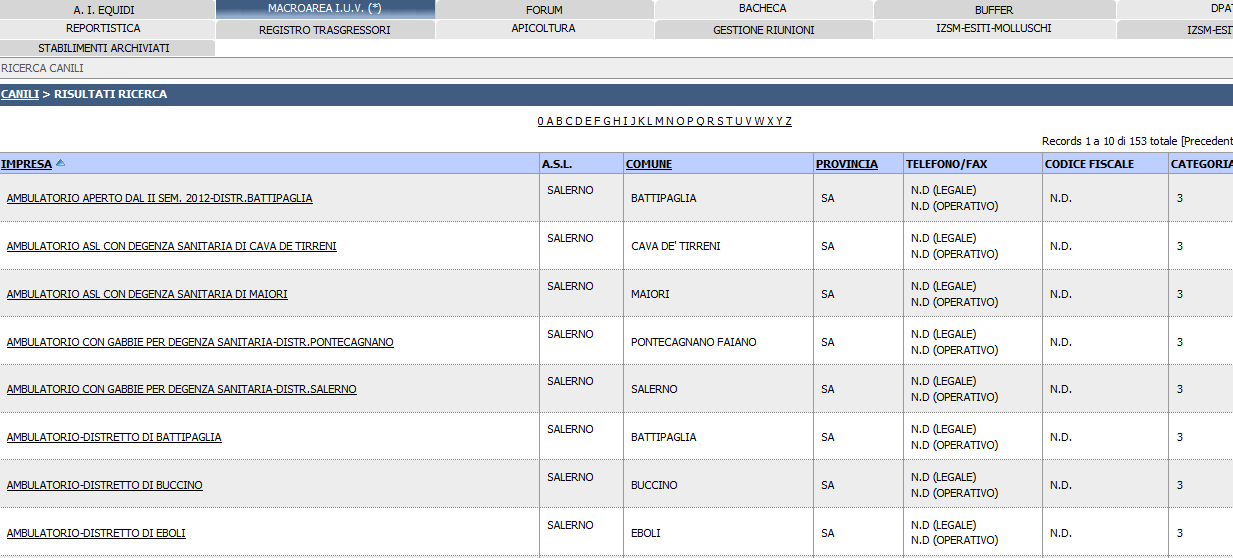 A. I. EQUIDI MACROAREA I.U.V. (*) FORUM BACHECA BUFFER DPAT
REPORTISTICA REGISTRO TRASGRESSORI APICOLTURA GESTIONE RIUNIONI IZSM-ESITI-MOLLUSCHI IZSM-ESIT
STABILIMENTI ARCHIVIATI
RICERCA CANILI
CANILI > RISULTATI RICERCA
0 A B C D E F G H I J K L M N O P Q R S T U V W X Y Z
Records 1 a 10 di 153 totale [Precedent
IMPRESA A.S.L. COMUNE PROVINCIA TELEFONO/FAX CODICE FISCALE CATEGORIA
AMBULATORIO APERTO DAL II SEM. 2012-DISTR.BATTIPAGLIA SALERNO BATTIPAGLIA SA N.D (LEGALE) N.D. 3
N.D (OPERATIVO)
AMBULATORIO ASL CON DEGENZA SANITARIA DI CAVA DE TIRRENI SALERNO CAVA DE' TIRRENI SA N.D (LEGALE) N.D. 3
N.D (OPERATIVO)
AMBULATORIO ASL CON DEGENZA SANITARIA DI MAIORI SALERNO MAIORI SA N.D (LEGALE) N.D. 3
N.D (OPERATIVO)
AMBULATORIO CON GABBIE PER DEGENZA SANITARIA-DISTR.PONTECAGNANO SALERNO PONTECAGNANO FAIANO SA N.D (LEGALE) N.D. 3
N.D (OPERATIVO)
AMBULATORIO CON GABBIE PER DEGENZA SANITARIA-DISTR.SALERNO SALERNO SALERNO SA N.D (LEGALE) N.D. 3
N.D (OPERATIVO)
AMBULATORIO-DISTRETTO DI BATTIPAGLIA SALERNO BATTIPAGLIA SA N.D (LEGALE) N.D. 3
N.D (OPERATIVO)
AMBULATORIO-DISTRETTO DI BUCCINO SALERNO BUCCINO SA N.D (LEGALE) N.D. 3
N.D (OPERATIVO)
AMBULATORIO-DISTRETTO DI EBOLI SALERNO EBOLI SA N.D (LEGALE) N.D. 3
N.D (OPERATIVO)